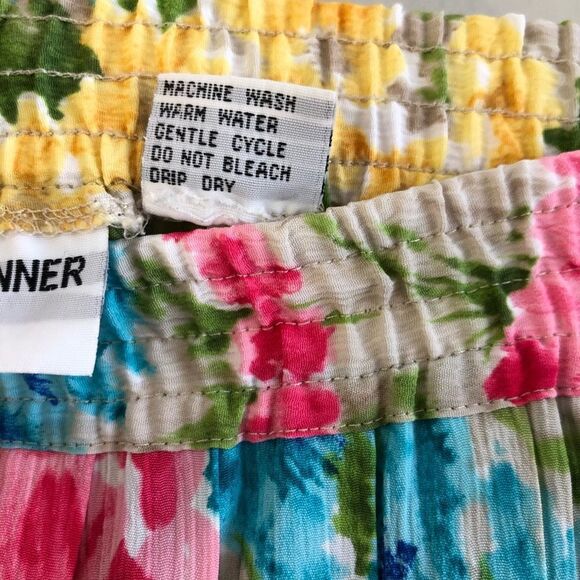 MACHINE WASH
WARM WATER
GENTLE CYCLE
DO NOT BLEACH
DRIP DRY
NNER